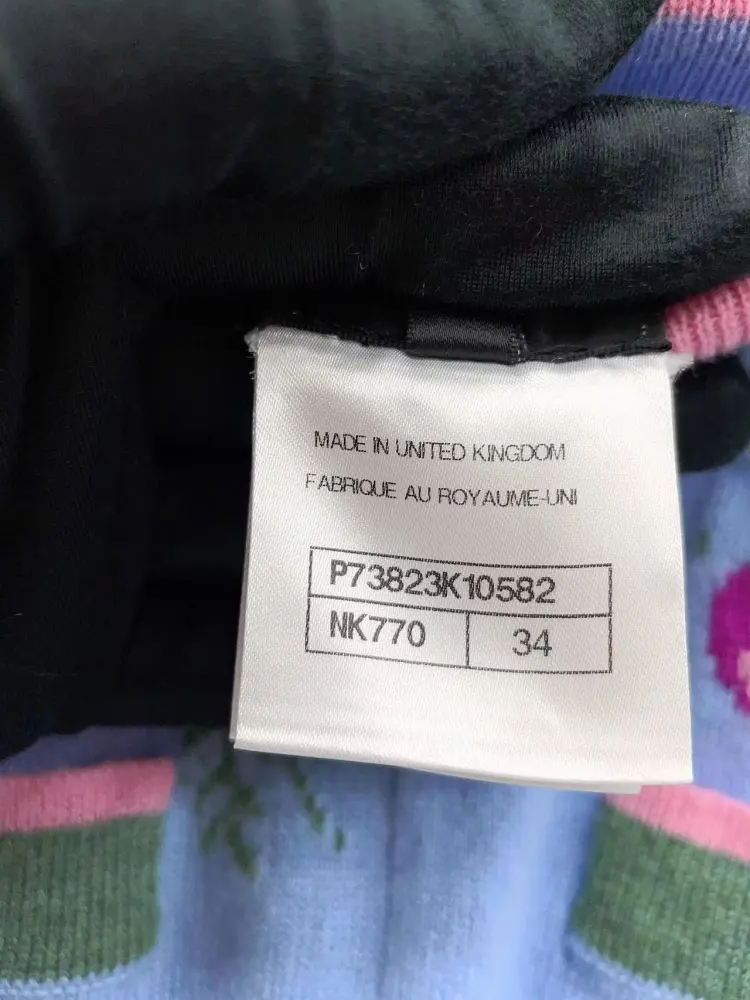 MADE IN UNITED KINGDOM
FABRIQUE AU ROYAUME-UNI
P73823K10582
NK770 34